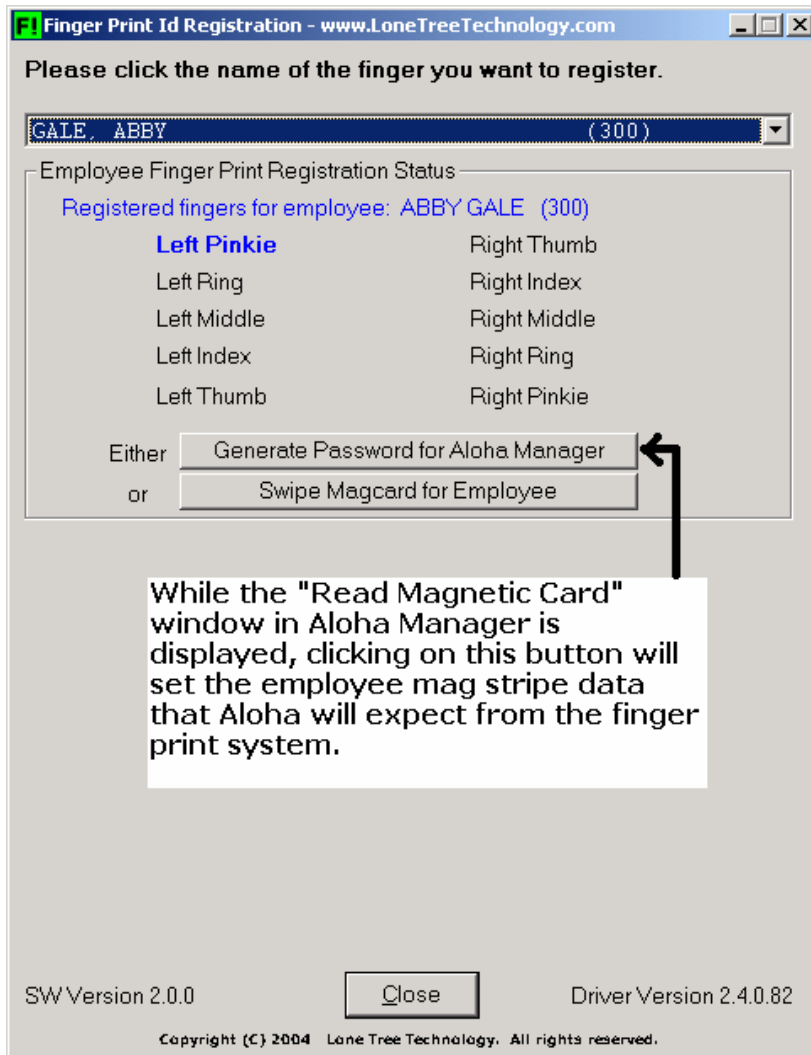 F! Finger Print Id Registration - www.LoneTreeTechnology.com
Please click the name of the finger you want to register.
GALE, ABBY (300)
Employee Finger Print Registration Status
Registered fingers for employee: ABBY GALE (300)
Left Pinkie Right Thumb
Left Ring Right Index
Left Middle Right Middle
Left Index Right Ring
Left Thumb Right Pinkie
Either Generate Password for Aloha Manager
or Swipe Magcard for Employee
While the "Read Magnetic Card"
window in Aloha Manager is
displayed, clicking on this button will
set the employee mag stripe data
that Aloha will expect from the finger
print system.
SW Version 2.0.0 Close Driver Version 2.4.0.82
Copyright (C) 2004 Lone Tree Technology. All rights reserved.